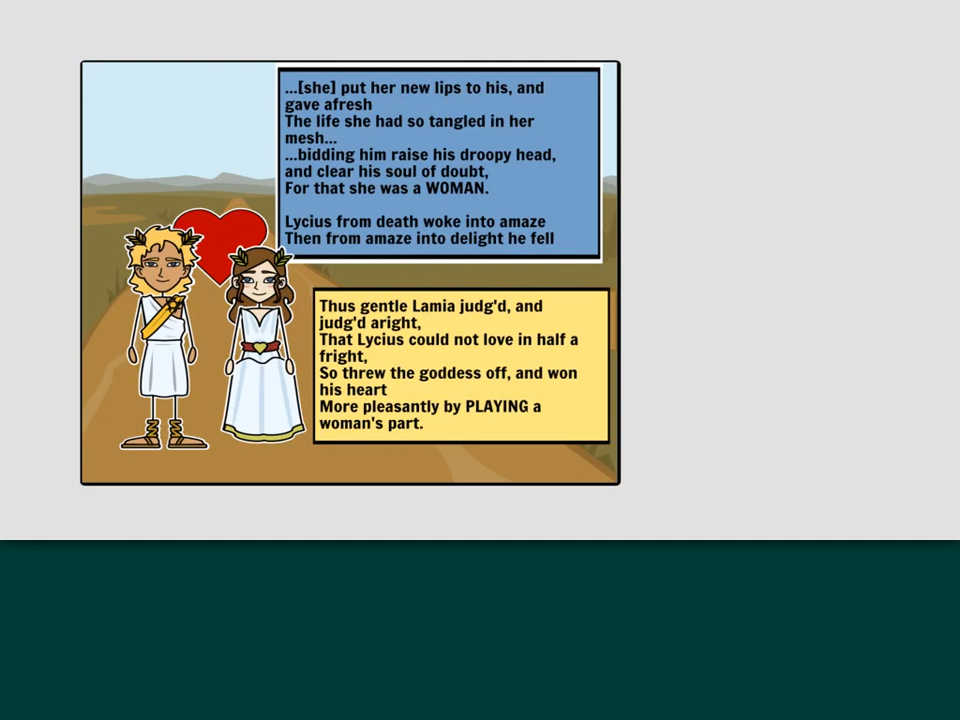 ...[she] put her new lips to his, and
gave afresh
The life she had so tangled in her
mesh...
...bidding him raise his droopy head,
and clear his soul of doubt,
For that she was a WOMAN.
Lycius from death woke into amaze
Then from amaze into delight he fell
Thus gentle Lamia judg'd, and
judg'd aright,
That Lycius could not love in half a
fright,
So threw the goddess off, and won
his heart
More pleasantly by PLAYING a
woman's part.